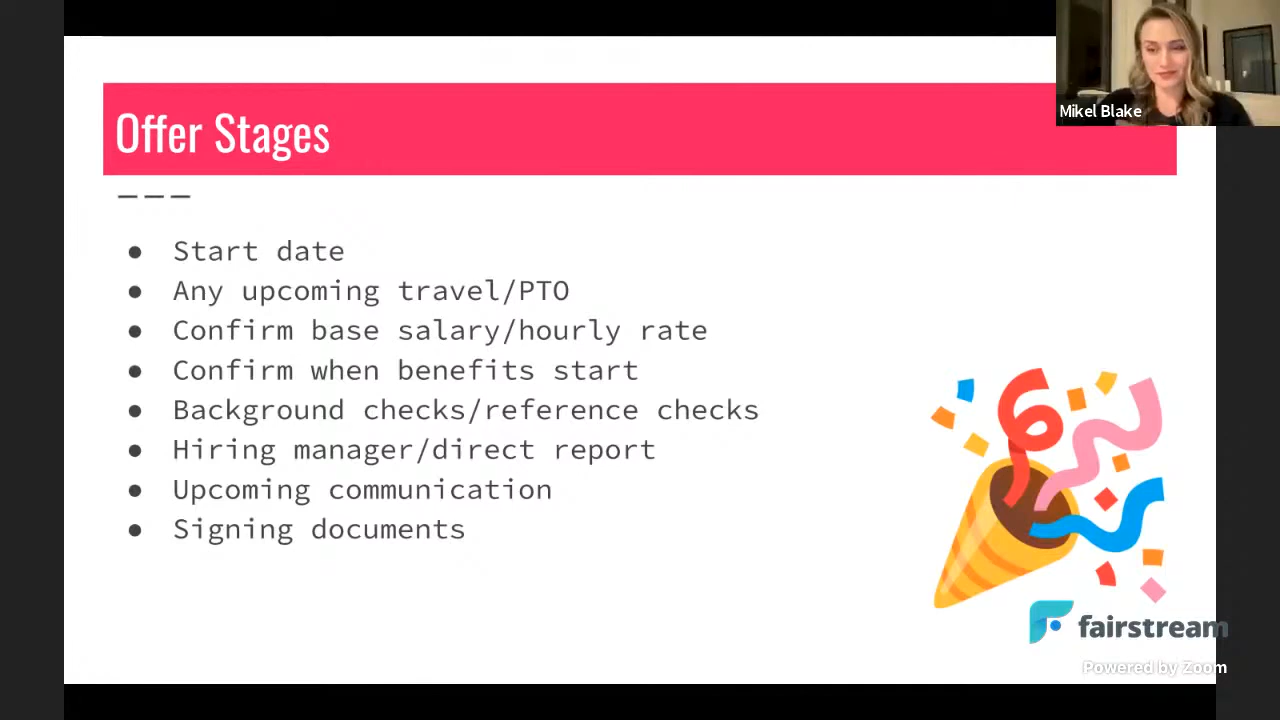 Offer Stages
Mikel Blake
● Start date
● Any upcoming travel/PTO
● Confirm base salary/hourly rate
● Confirm when benefits start
● Background checks/reference checks
● Hiring manager/direct report
● Upcoming communication
● Signing documents
fairstream
Powered by Zoom